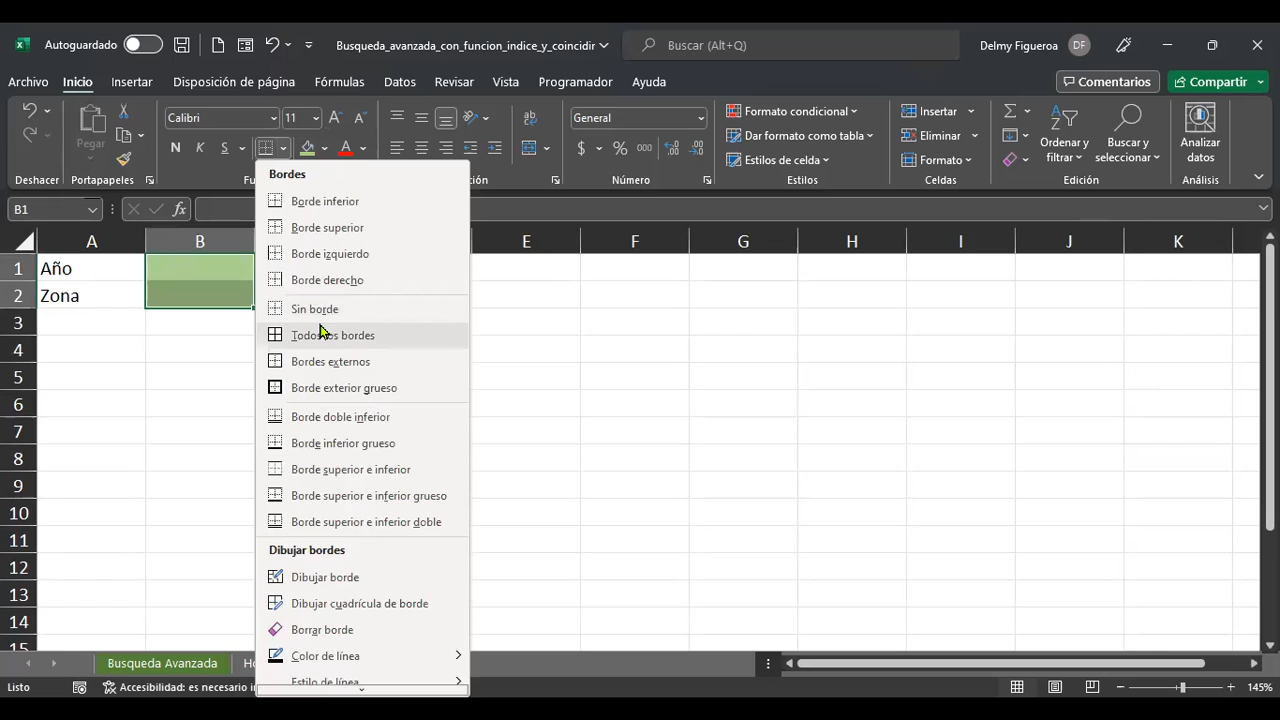 Autoguardado
Busqueda_avanzada_con_funcion_indice_y_coincidir
Buscar (Alt+Q)
Delmy Figueroa
DF
Archivo Inicio Insertar Disposición de página Fórmulas Datos Revisar Vista Programador Ayuda
Comentarios
Compartir
Pegar
Calibri 11
N K S
General
$ % 000
Formato condicional
Dar formato como tabla
Estilos de celda
Insertar
Eliminar
Formato
Ordenar y filtrar
Buscar y seleccionar
Analizar datos
Deshacer Portapapeles Número Estilos Celdas Edición Análisis
B1
fx
A B E F G H I J K
1 Año
2 Zona
3
4
5
6
7
8
9
10
11
12
13
14
15
Bordes
Borde inferior
Borde superior
Borde izquierdo
Borde derecho
Sin borde
Todos los bordes
Bordes externos
Borde exterior grueso
Borde doble inferior
Borde inferior grueso
Borde superior e inferior
Borde superior e inferior grueso
Borde superior e inferior doble
Dibujar bordes
Dibujar borde
Dibujar cuadrícula de borde
Borrar borde
Color de línea
Estilo de línea
Busqueda Avanzada
Listo
Accesibilidad: es necesario
145%